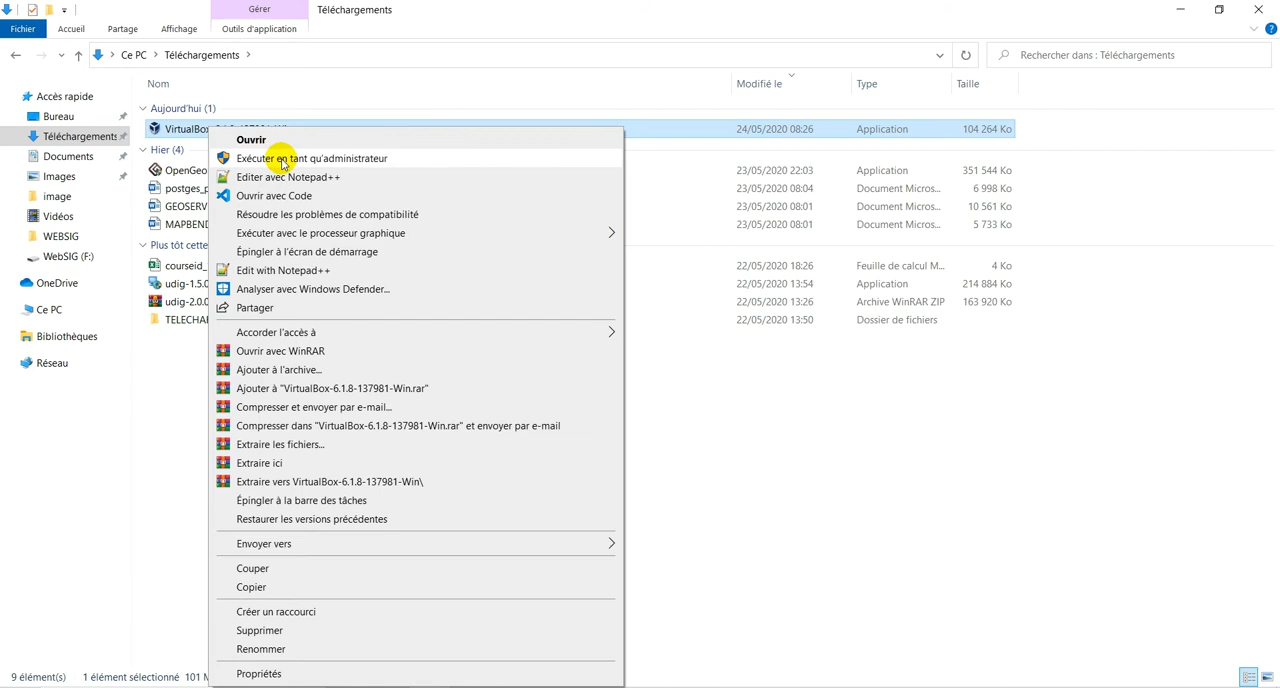 Gérer
Téléchargements
Fichier
Accueil
Partage
Affichage
Outils d'application
Ce PC
Téléchargements
Rechercher dans : Téléchargements
Accès rapide
Bureau
Téléchargements
Documents
Images
image
Vidéos
WEBSIG
WebSIG (F:)
OneDrive
Ce PC
Bibliothèques
Réseau
Nom
Modifié le
Type
Taille
Aujourd'hui (1)
24/05/2020 08:26 Application 104 264 Ko
Hier (4)
OpenGeo 23/05/2020 22:03 Application 351 544 Ko
postges_p 23/05/2020 08:04 Document Micros... 6 998 Ko
GEOSERV 23/05/2020 08:01 Document Micros... 10 561 Ko
MAPBEND 23/05/2020 08:01 Document Micros... 5 733 Ko
Plus tôt cette
courseid_ 22/05/2020 18:26 Feuille de calcul M... 4 Ko
udig-1.5.0 22/05/2020 13:54 Application 214 884 Ko
udig-2.0.0 22/05/2020 13:26 Archive WinRAR ZIP 163 920 Ko
TELECHAR 22/05/2020 13:50 Dossier de fichiers
Ouvrir
Exécuter en tant qu'administrateur
Editer avec Notepad++
Ouvrir avec Code
Résoudre les problèmes de compatibilité
Exécuter avec le processeur graphique
Épingler à l'écran de démarrage
Edit with Notepad++
Analyser avec Windows Defender...
Partager
Accorder l'accès à
Ouvrir avec WinRAR
Ajouter à l'archive...
Ajouter à "VirtualBox-6.1.8-137981-Win.rar"
Compresser et envoyer par e-mail...
Compresser dans "VirtualBox-6.1.8-137981-Win.rar" et envoyer par e-mail
Extraire les fichiers...
Extraire ici
Extraire vers VirtualBox-6.1.8-137981-Win\
Épingler à la barre des tâches
Restaurer les versions précédentes
Envoyer vers
Couper
Copier
Créer un raccourci
Supprimer
Renommer
Propriétés
9 élément(s) 1 élément sélectionné 101 M